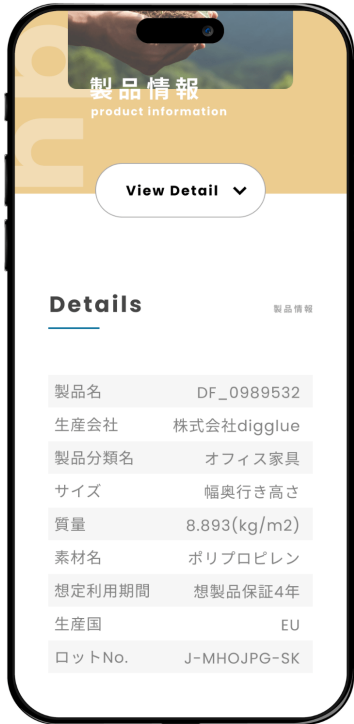 製品情報
product information
View Detail
Details
製品情報
製品名 DF_0989532
生産会社 株式会社digglue
製品分類名 オフィス家具
サイズ 幅奥行き高さ
質量 8.893(kg/m2)
素材名 ポリプロピレン
想定利用期間 想製品保証4年
生産国 EU
ロットNo. J-MHOJPG-SK